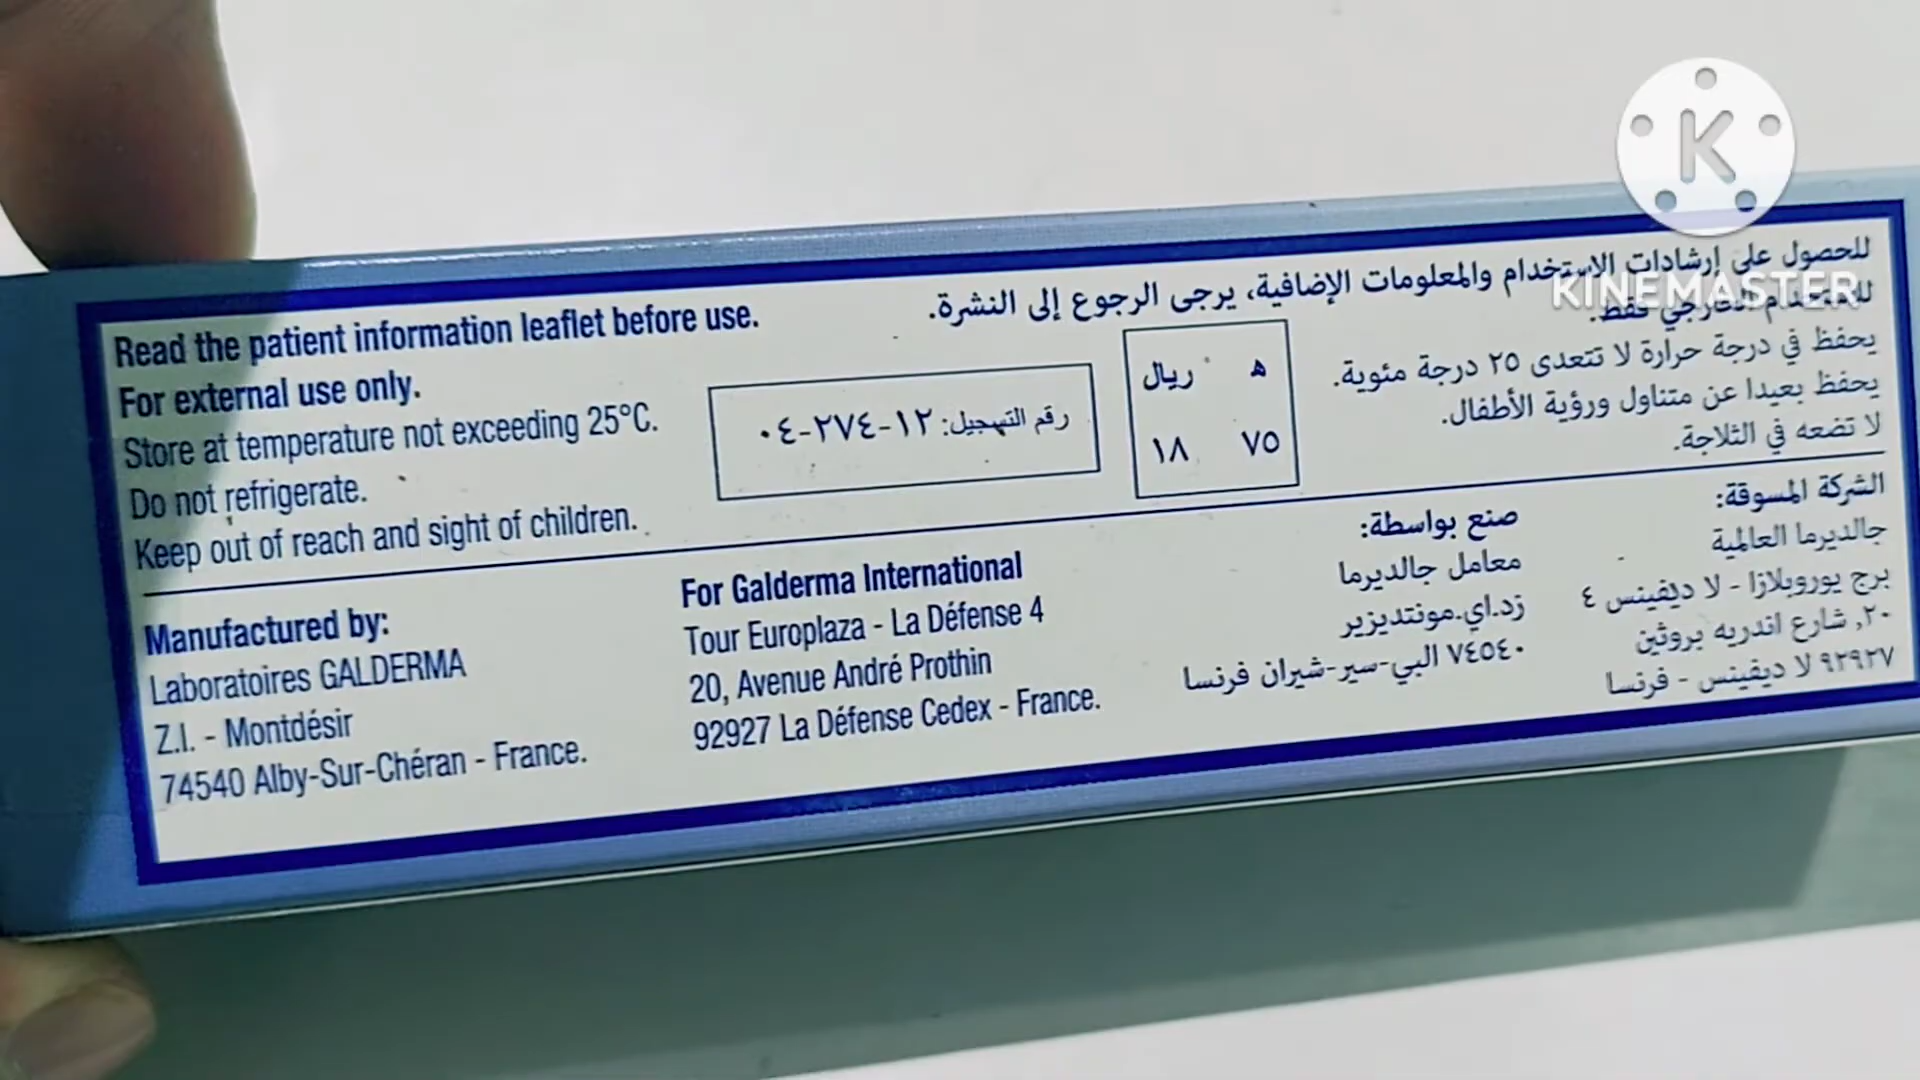 Read the patient information leaflet before use.
For external use only.
Store at temperature not exceeding 25°C.
Do not refrigerate.
Keep out of reach and sight of children.
للحصول على إرشادات الاستخدام والمعلومات الإضافية، يرجى الرجوع إلى النشرة.
للاستخدام الخارجي فقط.
يحفظ في درجة حرارة لا تتعدى ٢٥ درجة مئوية.
يحفظ بعيدا عن متناول ورؤية الأطفال.
لا تضعه في الثلاجة.
رقم التسجيل: ١٢-٢٧٤-٠٤
ريال ه
١٨ ٧٥
Manufactured by:
Laboratoires GALDERMA
Z.I. - Montdésir
74540 Alby-Sur-Chéran - France.
For Galderma International
Tour Europlaza - La Défense 4
20, Avenue André Prothin
92927 La Défense Cedex - France.
الشركة المسوقة:
جالديرما العالمية
برج يوروبلازا - لا ديفينس ٤
٢٠, شارع اندريه بروثين
٩٢٩٢٧ لا ديفينس - فرنسا
صنع بواسطة:
معامل جالديرما
زد.اي.مونتديزير
٧٤٥٤٠ البي-سير-شيران فرنسا
K
KINEMASTER